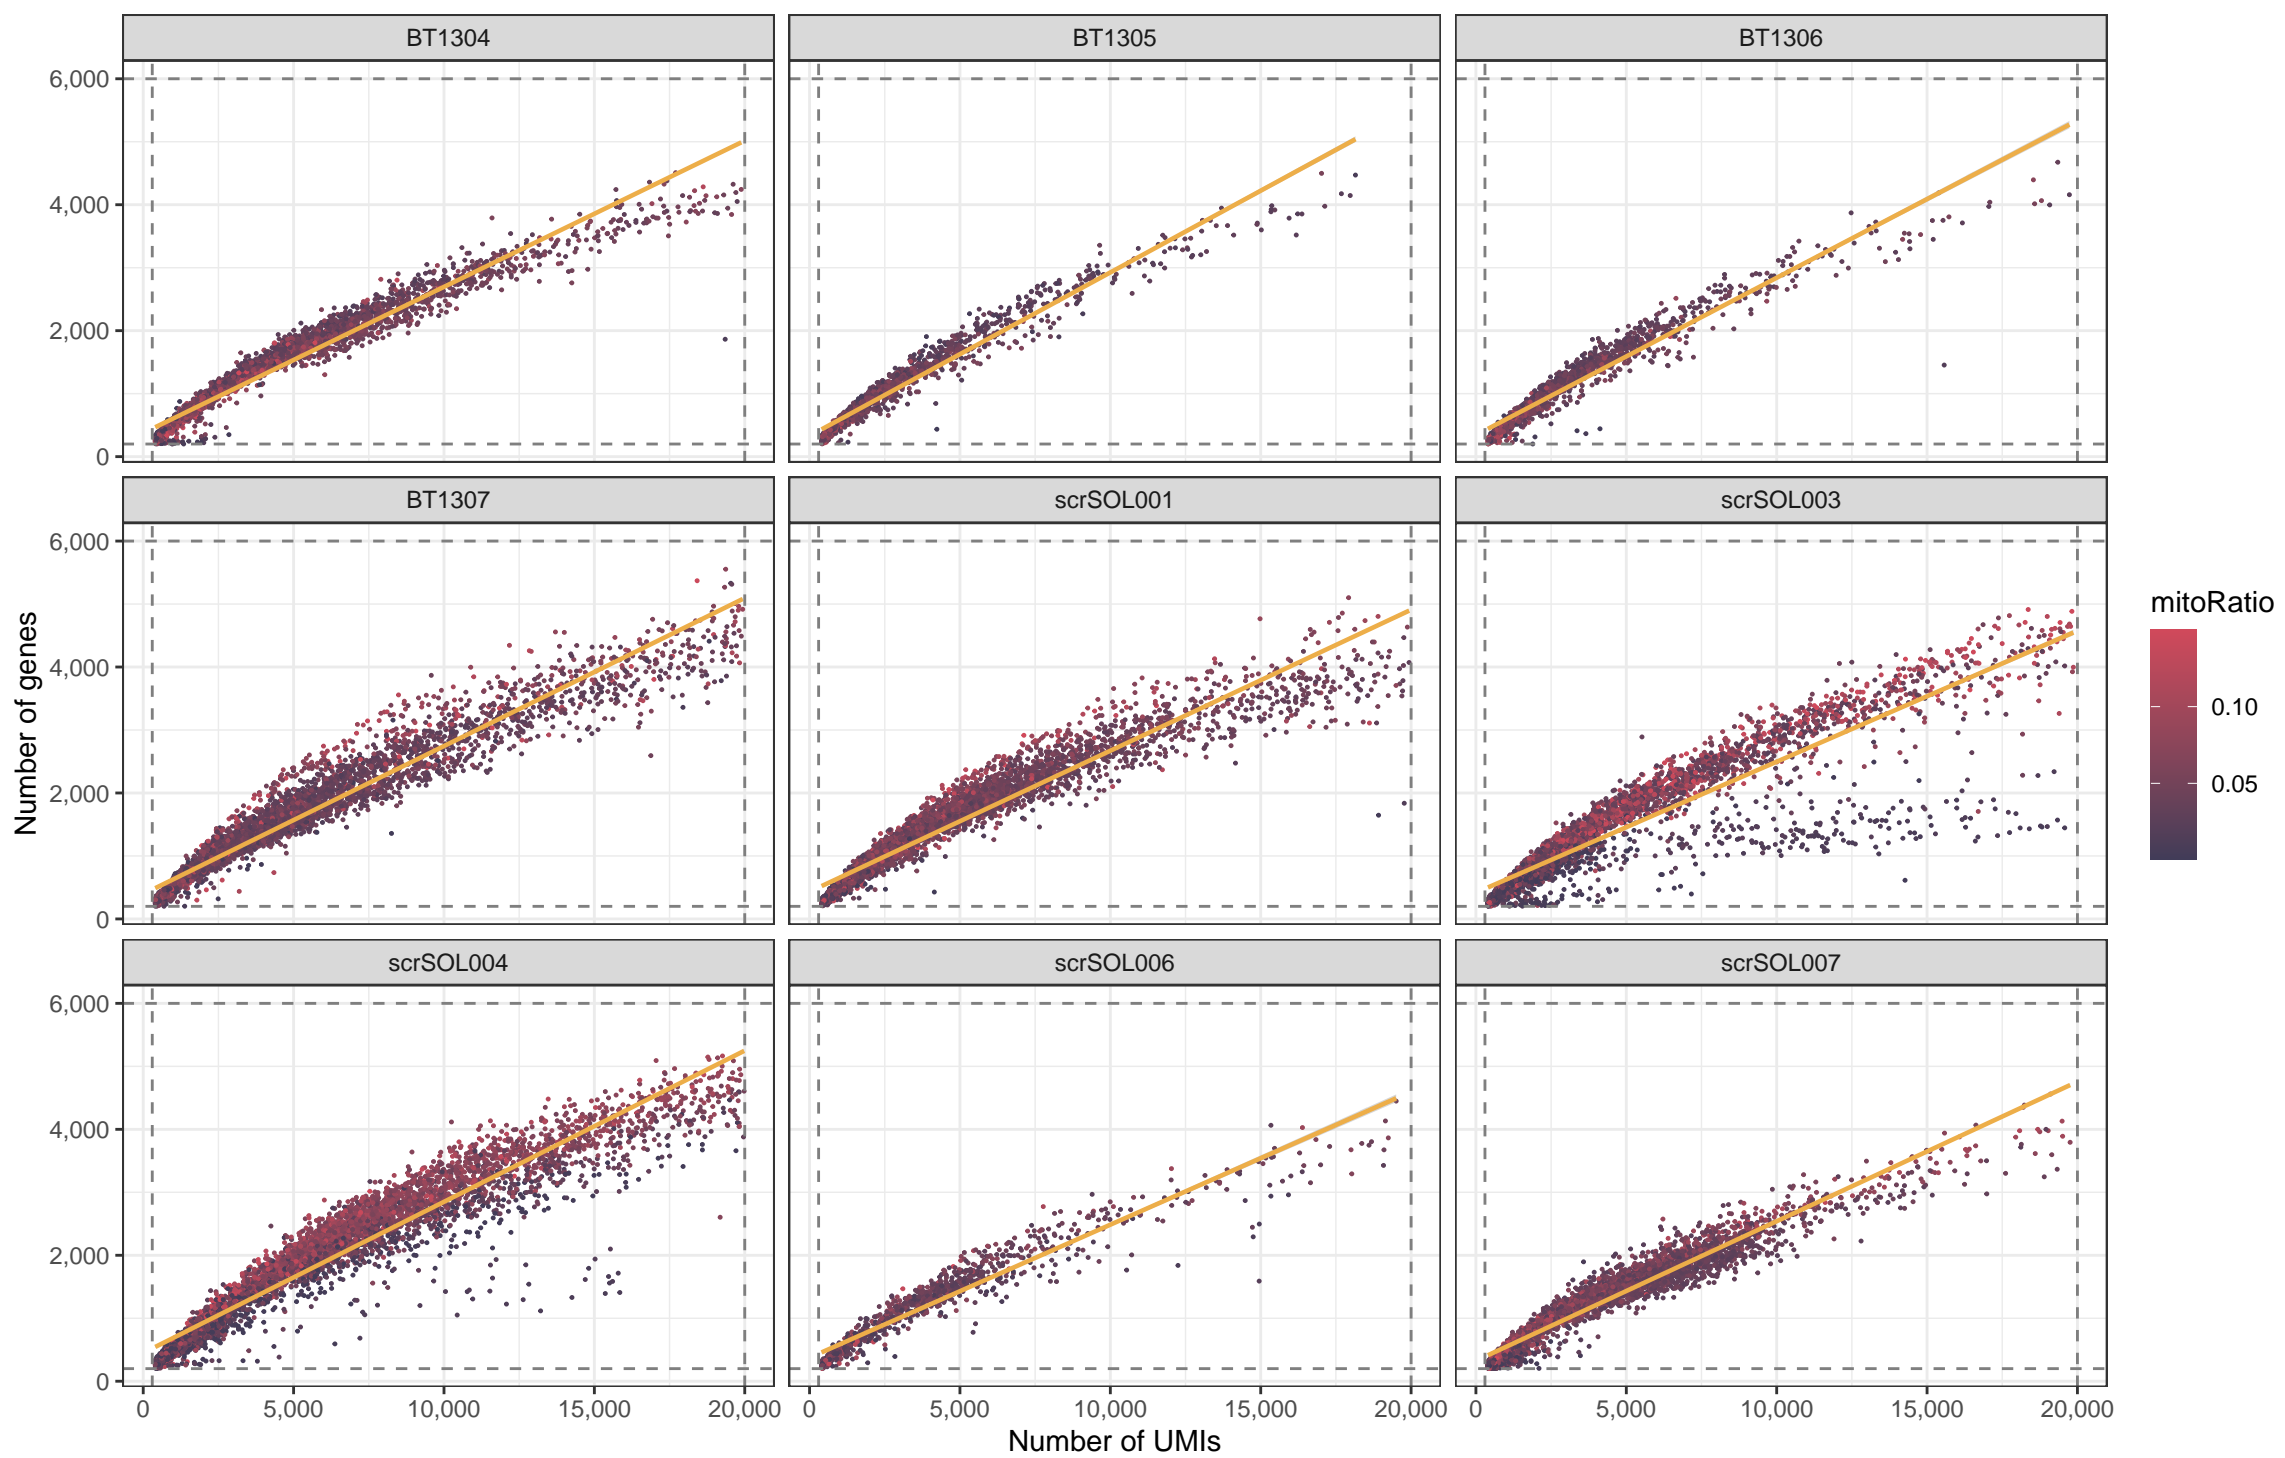 BT1304
BT1305
BT1306
6,000
4,000
2,000
0
BT1307
scrSOL001
scrSOL003
6,000
4,000
2,000
0
scrSOL004
scrSOL006
scrSOL007
6,000
4,000
2,000
0
0 5,000 10,000 15,000 20,000
0 5,000 10,000 15,000 20,000
0 5,000 10,000 15,000 20,000
Number of UMIs
Number of genes
mitoRatio
0.10
0.05